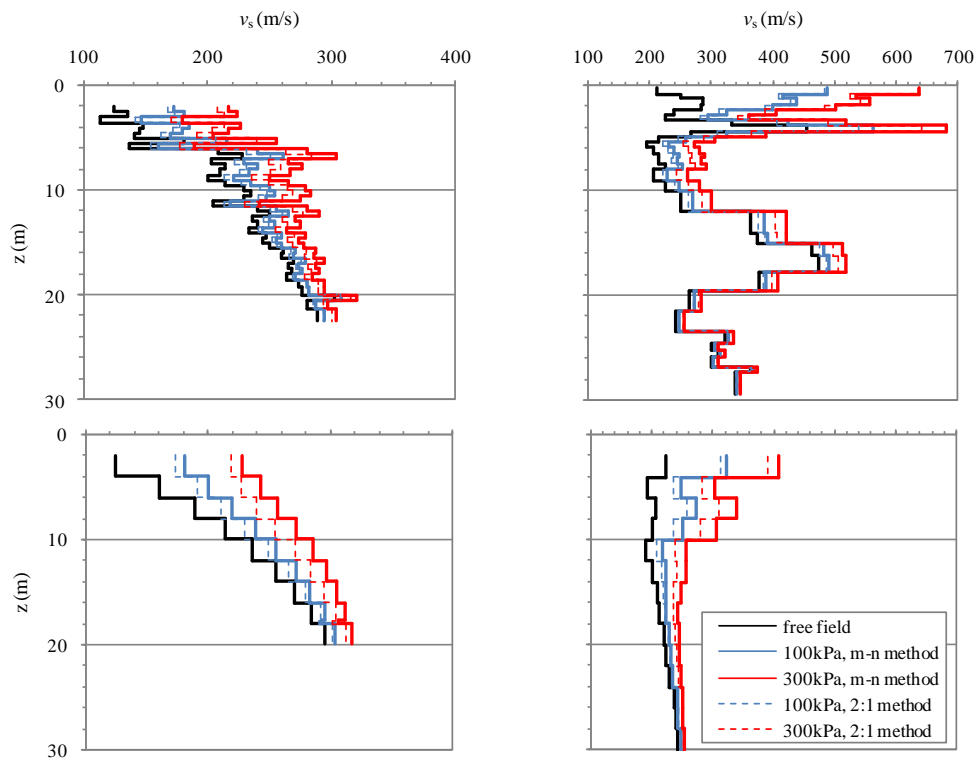 vs (m/s)
100 200 300 400
0
10
20
30
z (m)
vs (m/s)
100 200 300 400 500 600 700
0
10
20
30
z (m)
free field
100kPa, m-n method
300kPa, m-n method
100kPa, 2:1 method
300kPa, 2:1 method